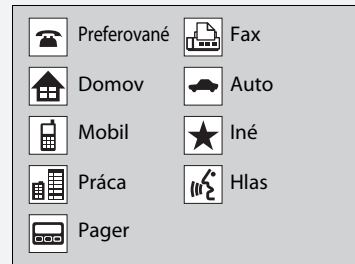 Preferované
Fax
Domov
Auto
Mobil
Iné
Práca
Hlas
Pager